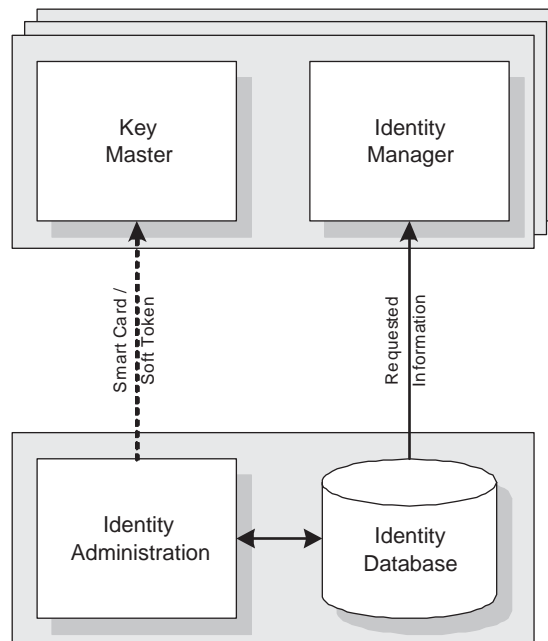 Key
Master
Identity
Manager
Smart Card /
Soft Token
Requested
Information
Identity
Administration
Identity
Database